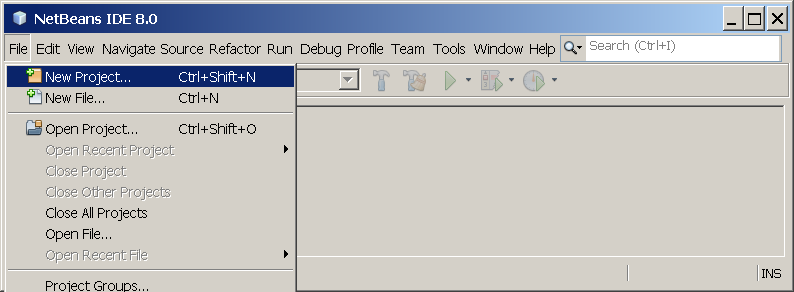 NetBeans IDE 8.0
File Edit View Navigate Source Refactor Run Debug Profile Team Tools Window Help Search (Ctrl+I)
New Project... Ctrl+Shift+N
New File... Ctrl+N
Open Project... Ctrl+Shift+O
Open Recent Project
Close Project
Close Other Projects
Close All Projects
Open File...
Open Recent File
Project Groups...
INS